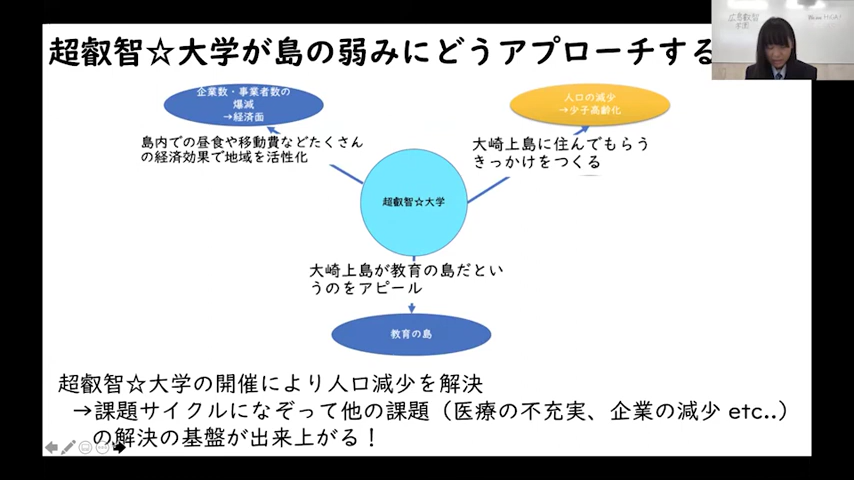 超叡智☆大学が島の弱みにどうアプローチする
企業数・事業者数の
爆減
→経済面
人口の減少
→少子高齢化
島内での昼食や移動費などたくさん
の経済効果で地域を活性化
大崎上島に住んでもらう
きっかけをつくる
超叡智☆大学
大崎上島が教育の島だとい
うのをアピール
教育の島
超叡智☆大学の開催により人口減少を解決
→課題サイクルになぞって他の課題（医療の不充実、企業の減少 etc..）
の解決の基盤が出来上がる！
広島叡智